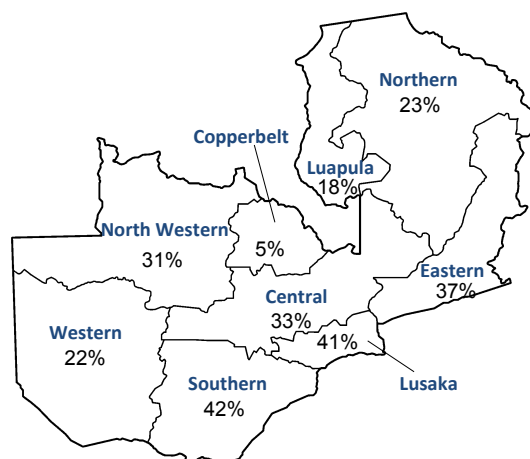 Northern
23%
Copperbelt
Luapula
18%
North Western
31%
5%
Eastern
37%
Central
33%
Western
22%
41%
Lusaka
Southern
42%